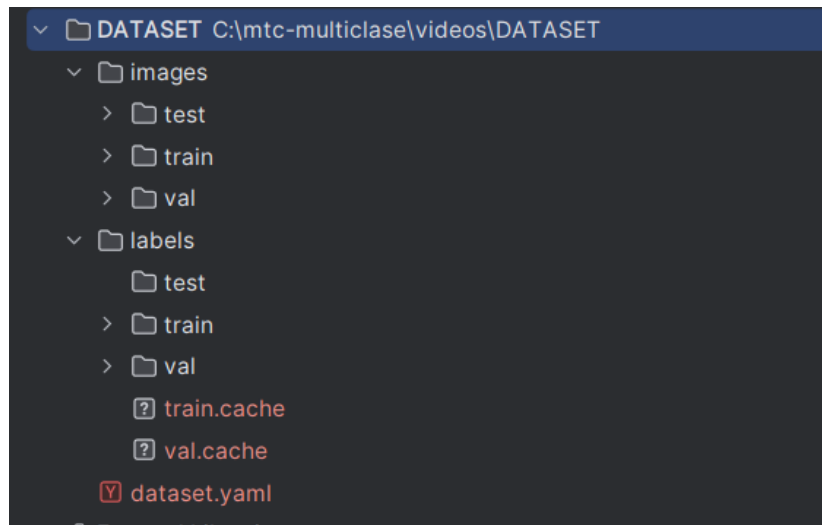 DATASET C:\mtc-multiclase\videos\DATASET
images
test
train
val
labels
test
train
val
train.cache
val.cache
dataset.yaml